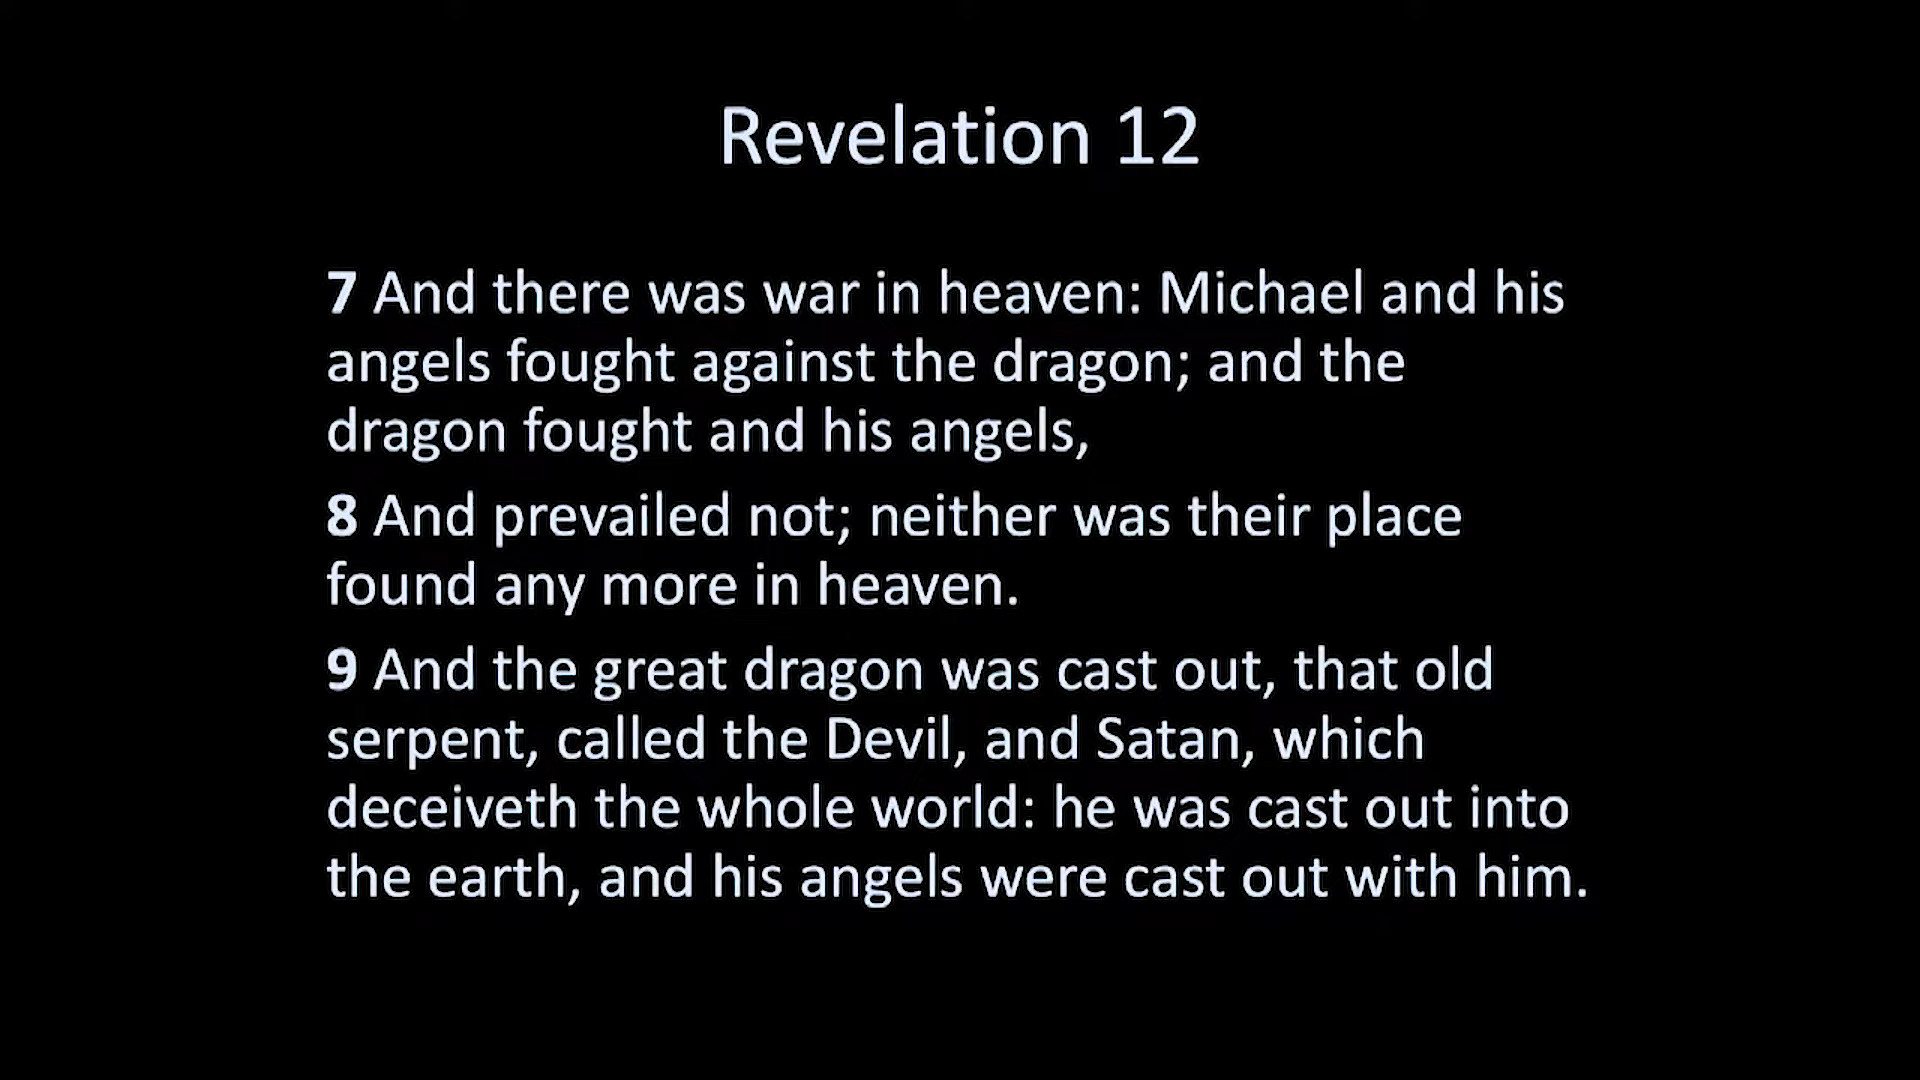 Revelation 12
7 And there was war in heaven: Michael and his
angels fought against the dragon; and the
dragon fought and his angels,
8 And prevailed not; neither was their place
found any more in heaven.
9 And the great dragon was cast out, that old
serpent, called the Devil, and Satan, which
deceiveth the whole world: he was cast out into
the earth, and his angels were cast out with him.